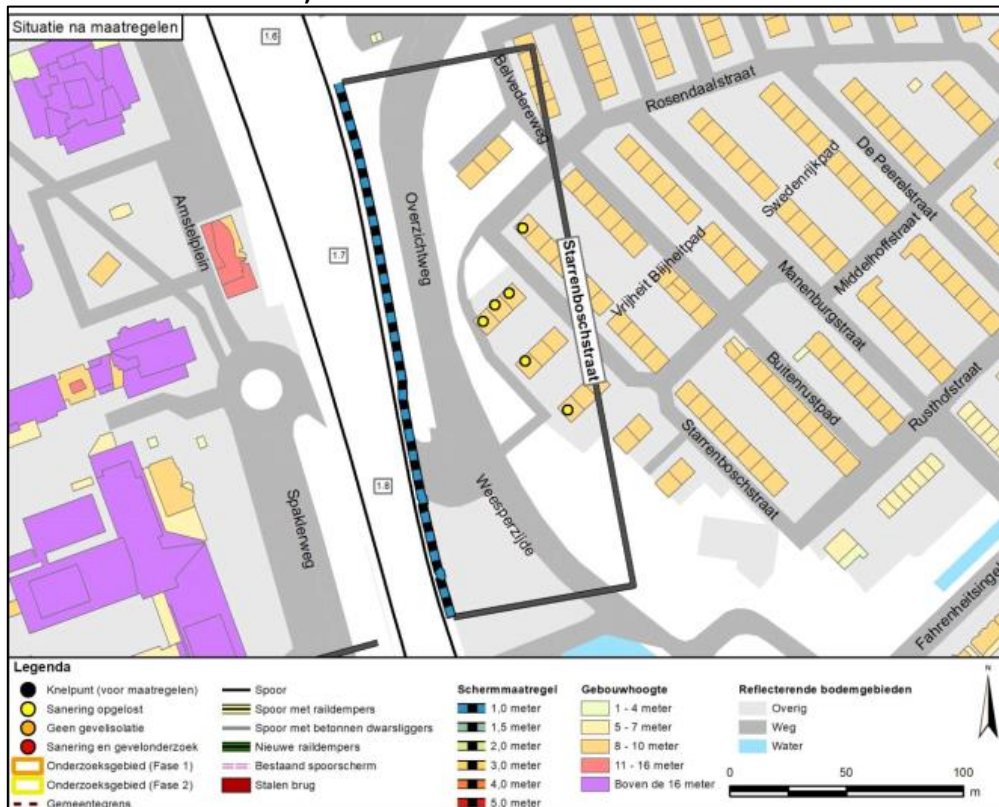 Situatie na maatregelen
1.6
Belvedereweg
Rosendaalstraat
De Peerelstraat
Swedenrijkpad
Amstelplein
Overzichtweg
1.7
Starrenboschstraat
Vrijheit Blijheitpad
Middelhoffstraat
Manenburgstraat
Buitenrustpad
Rusthofstraat
Starrenboschstraat
1.8
Weesperzijde
Spaklerweg
Fahrenheitsingel
Legenda
Knelpunt (voor maatregelen)
Sanering opgelost
Geen gevelisolatie
Sanering en gevelonderzoek
Onderzoeksgebied (Fase 1)
Onderzoeksgebied (Fase 2)
Gemeentegrens
Spoor
Spoor met raildempers
Spoor met betonnen dwarsliggers
Nieuwe raildempers
Bestaand spoorscherm
Stalen brug
Schermmaatregel
1,0 meter
1,5 meter
2,0 meter
3,0 meter
4,0 meter
5,0 meter
Gebouwhoogte
1 - 4 meter
5 - 7 meter
8 - 10 meter
11 - 16 meter
Boven de 16 meter
Reflecterende bodemgebieden
Overig
Weg
Water
N
0 50 100
m